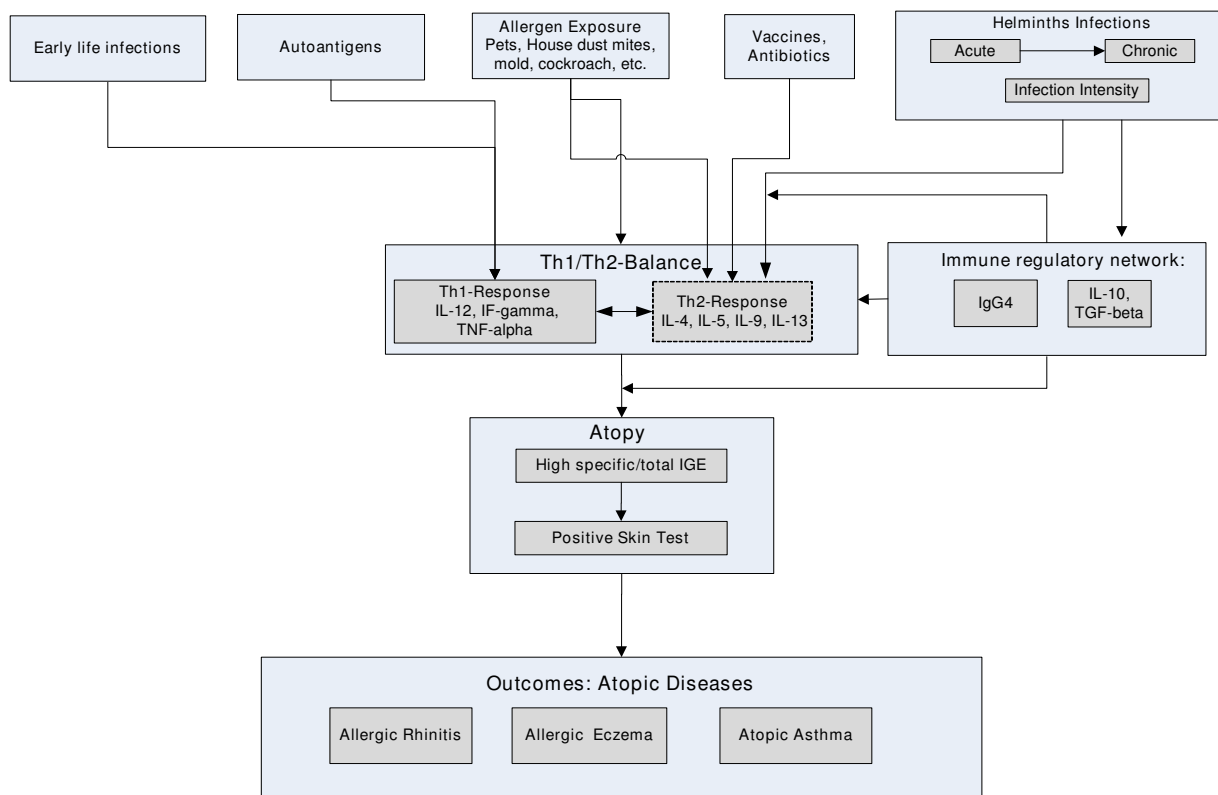 Early life infections
Autoantigens
Allergen Exposure
Pets, House dust mites,
mold, cockroach, etc.
Vaccines,
Antibiotics
Helminths Infections
Acute
Chronic
Infection Intensity
Th1/Th2-Balance
Th1-Response
IL-12, IF-gamma,
TNF-alpha
Th2-Response
IL-4, IL-5, IL-9, IL-13
Immune regulatory network:
IgG4
IL-10,
TGF-beta
Atopy
High specific/total IGE
Positive Skin Test
Outcomes: Atopic Diseases
Allergic Rhinitis
Allergic Eczema
Atopic Asthma